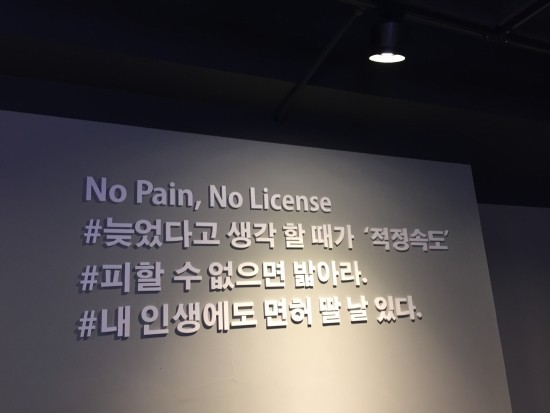 No Pain, No License
#늦었다고 생각 할 때가 '적정속도'
#피할 수 없으면 밟아라.
#내 인생에도 면허 딸 날 있다.